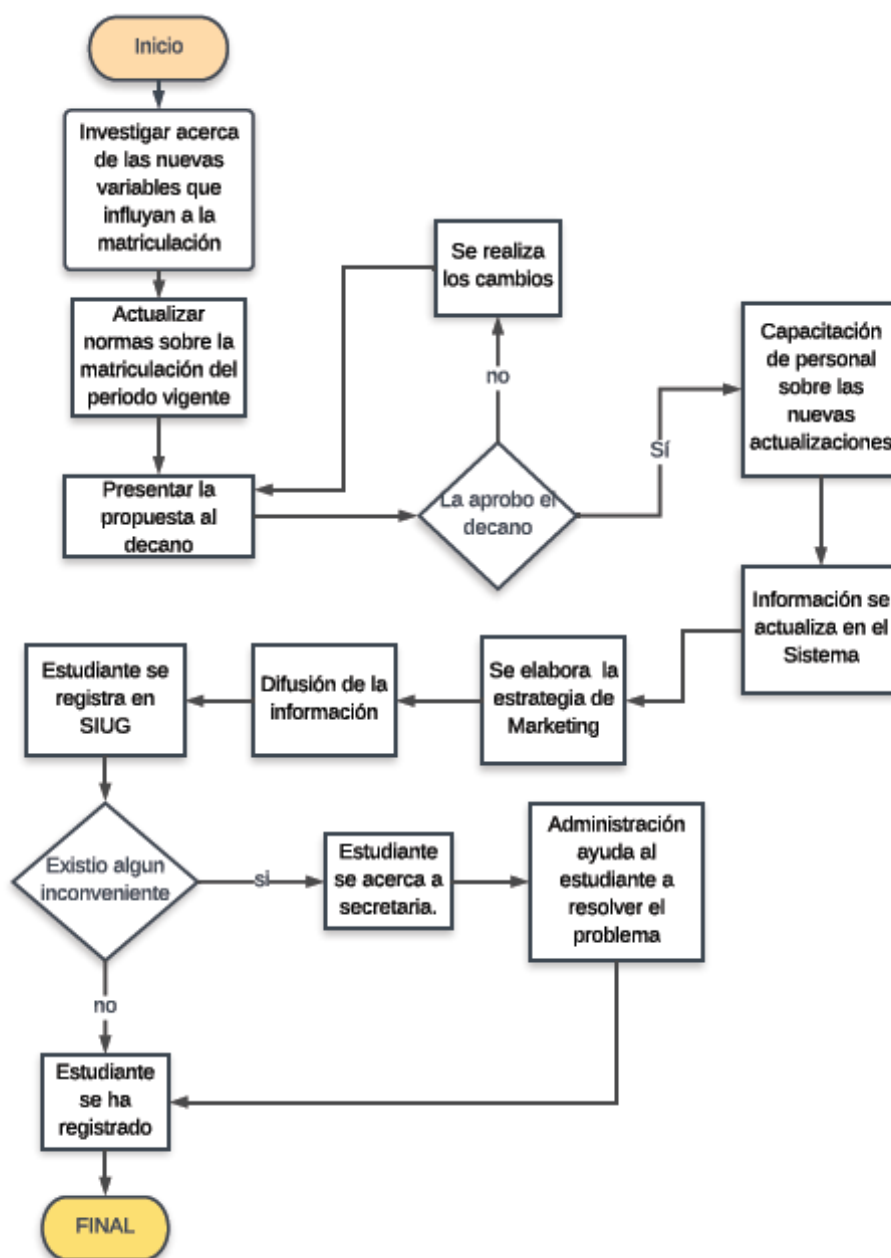 Inicio
Investigar acerca
de las nuevas
variables que
influyan a la
matriculación
Actualizar
normas sobre la
matriculación del
periodo vigente
Presentar la
propuesta al
decano
Se realiza
los cambios
no
La aprobo el
decano
Sí
Capacitación
de personal
sobre las
nuevas
actualizaciones
Información se
actualiza en el
Sistema
Se elabora la
estrategia de
Marketing
Difusión de la
información
Estudiante se
registra en
SIUG
Existio algun
inconveniente
si
Estudiante
se acerca a
secretaria.
Administración
ayuda al
estudiante a
resolver el
problema
no
Estudiante
se ha
registrado
FINAL